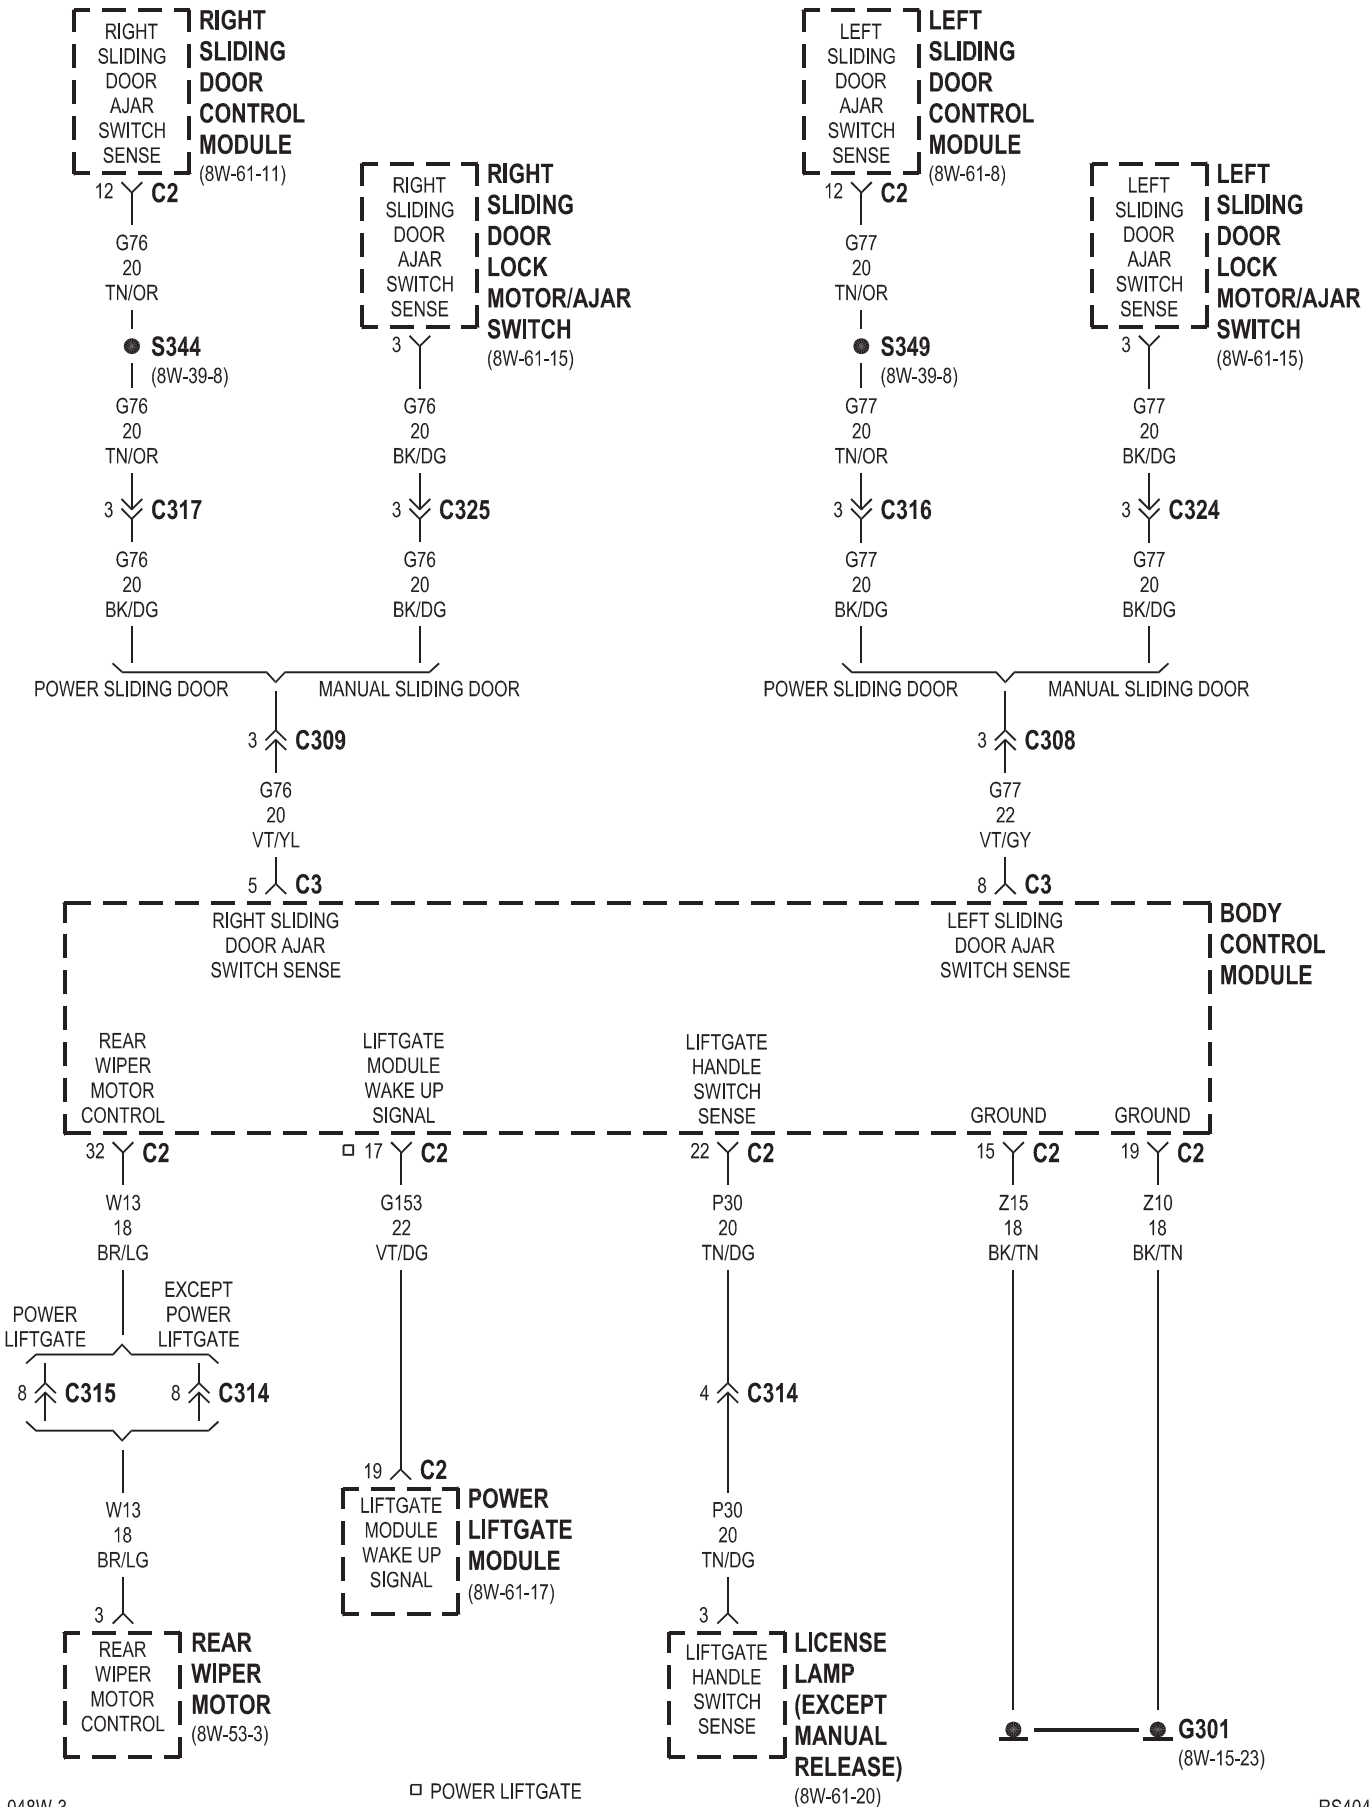 RIGHT
SLIDING
DOOR
AJAR
SWITCH
SENSE
RIGHT
SLIDING
DOOR
CONTROL
MODULE
(8W-61-11)
12 C2
G76
20
TN/OR
S344
(8W-39-8)
G76
20
TN/OR
3 C317
G76
20
BK/DG
RIGHT
SLIDING
DOOR
AJAR
SWITCH
SENSE
RIGHT
SLIDING
DOOR
LOCK
MOTOR/AJAR
SWITCH
(8W-61-15)
3
G76
20
BK/DG
3 C325
G76
20
BK/DG
POWER SLIDING DOOR
MANUAL SLIDING DOOR
3 C309
G76
20
VT/YL
5 C3
LEFT
SLIDING
DOOR
AJAR
SWITCH
SENSE
LEFT
SLIDING
DOOR
CONTROL
MODULE
(8W-61-8)
12 C2
G77
20
TN/OR
S349
(8W-39-8)
G77
20
TN/OR
3 C316
G77
20
BK/DG
LEFT
SLIDING
DOOR
AJAR
SWITCH
SENSE
LEFT
SLIDING
DOOR
LOCK
MOTOR/AJAR
SWITCH
(8W-61-15)
3
G77
20
BK/DG
3 C324
G77
20
BK/DG
POWER SLIDING DOOR
MANUAL SLIDING DOOR
3 C308
G77
22
VT/GY
8 C3
RIGHT SLIDING
DOOR AJAR
SWITCH SENSE
LEFT SLIDING
DOOR AJAR
SWITCH SENSE
BODY
CONTROL
MODULE
REAR
WIPER
MOTOR
CONTROL
LIFTGATE
MODULE
WAKE UP
SIGNAL
LIFTGATE
HANDLE
SWITCH
SENSE
GROUND
GROUND
32 C2
W13
18
BR/LG
POWER
LIFTGATE
EXCEPT
POWER
LIFTGATE
8 C315
8 C314
W13
18
BR/LG
3
REAR
WIPER
MOTOR
CONTROL
REAR
WIPER
MOTOR
(8W-53-3)
17 C2
G153
22
VT/DG
19 C2
LIFTGATE
MODULE
WAKE UP
SIGNAL
POWER
LIFTGATE
MODULE
(8W-61-17)
22 C2
P30
20
TN/DG
4 C314
P30
20
TN/DG
3
LIFTGATE
HANDLE
SWITCH
SENSE
LICENSE
LAMP
(EXCEPT
MANUAL
RELEASE)
(8W-61-20)
15 C2
Z15
18
BK/TN
19 C2
Z10
18
BK/TN
G301
(8W-15-23)
POWER LIFTGATE